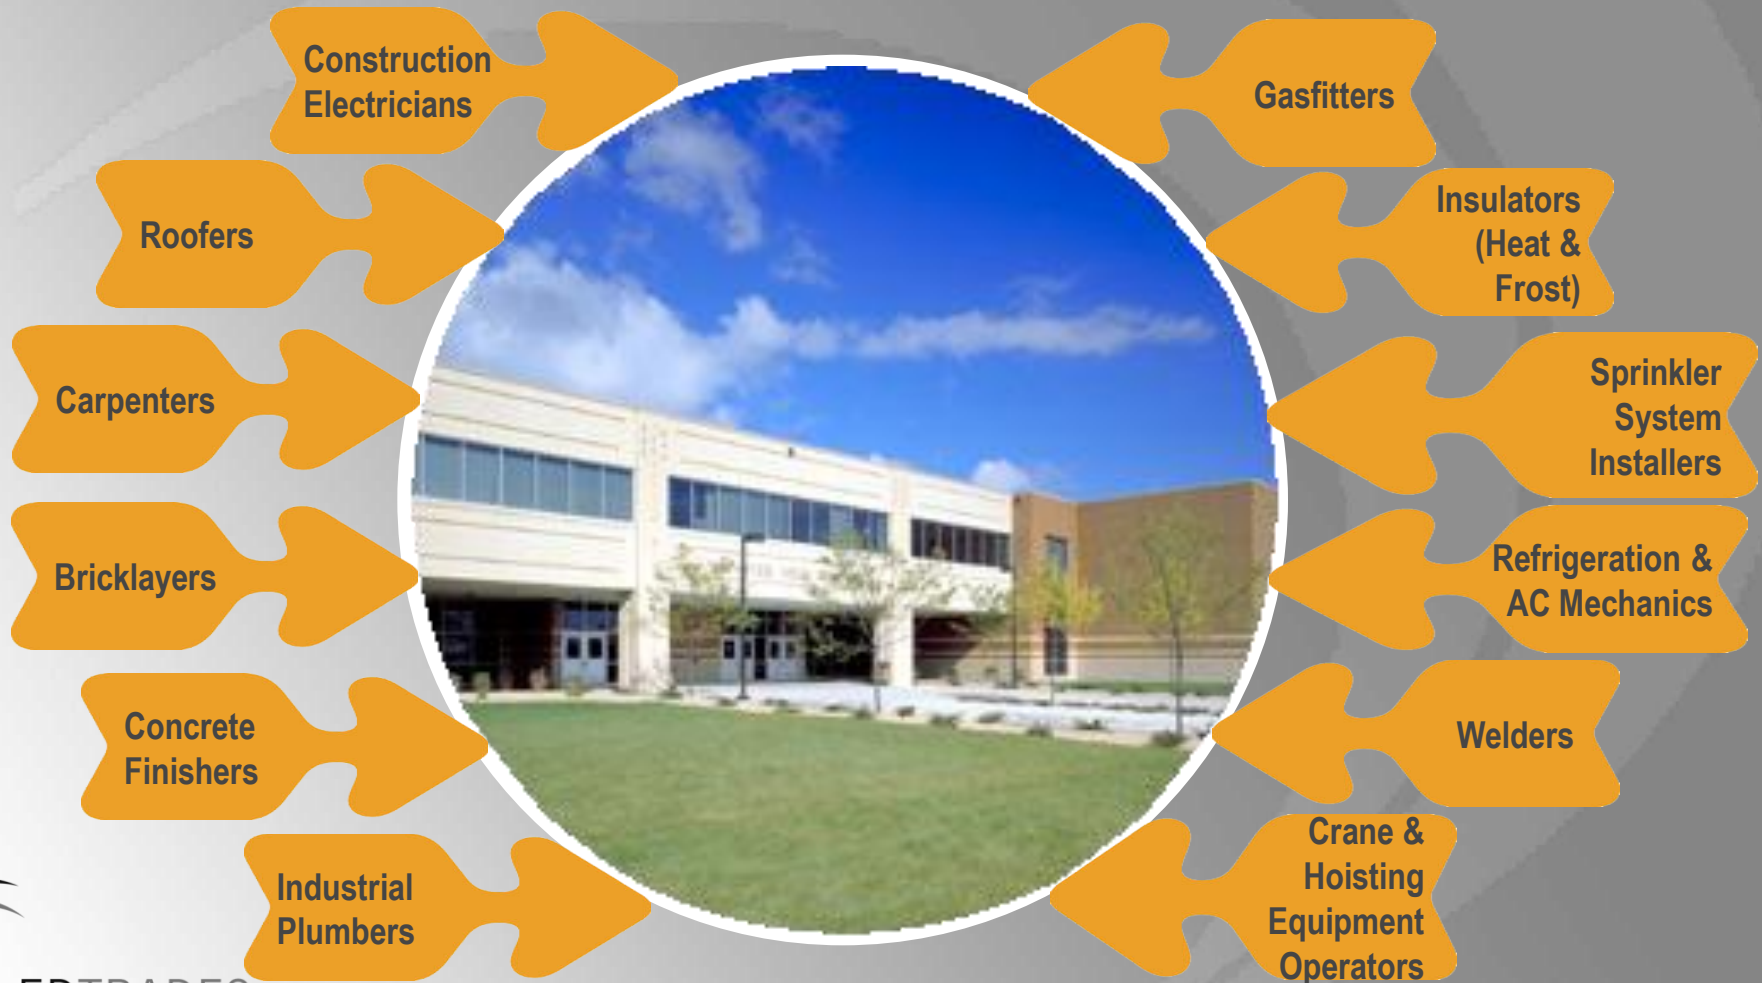 Construction
Electricians
Roofers
Carpenters
Bricklayers
Concrete
Finishers
Industrial
Plumbers
Gasfitters
Insulators
(Heat &
Frost)
Sprinkler
System
Installers
Refrigeration &
AC Mechanics
Welders
Crane &
Hoisting
Equipment
Operators
EDTRADES